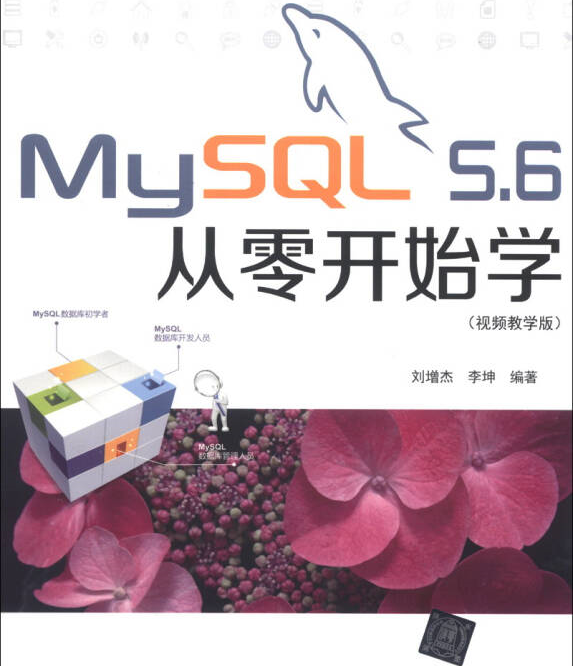 MySQL 5.6
从零开始学
(视频教学版)
MySQL数据库初学者
MySQL
数据库开发人员
刘增杰 李坤 编著
MySQL
数据库管理人员